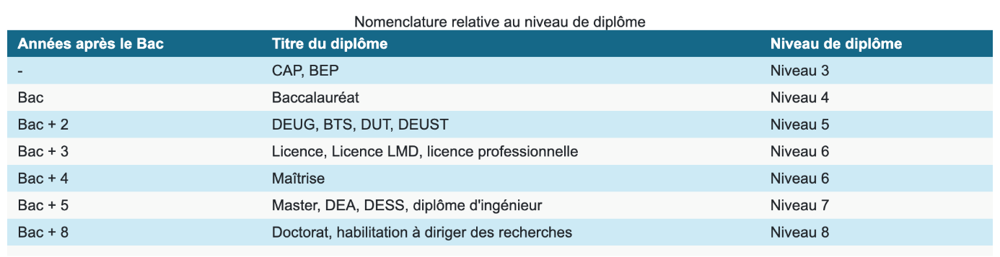 Nomenclature relative au niveau de diplôme
Années après le Bac Titre du diplôme Niveau de diplôme
- CAP, BEP Niveau 3
Bac Baccalauréat Niveau 4
Bac + 2 DEUG, BTS, DUT, DEUST Niveau 5
Bac + 3 Licence, Licence LMD, licence professionnelle Niveau 6
Bac + 4 Maîtrise Niveau 6
Bac + 5 Master, DEA, DESS, diplôme d'ingénieur Niveau 7
Bac + 8 Doctorat, habilitation à diriger des recherches Niveau 8